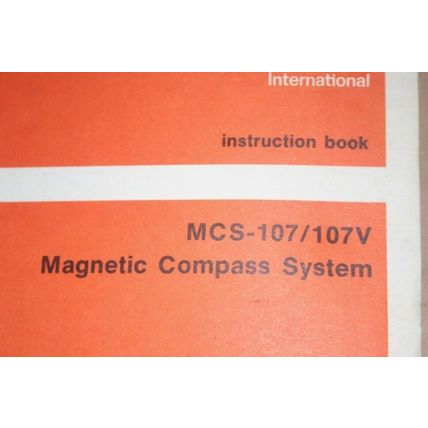 International
instruction book
MCS-107/107V
Magnetic Compass System